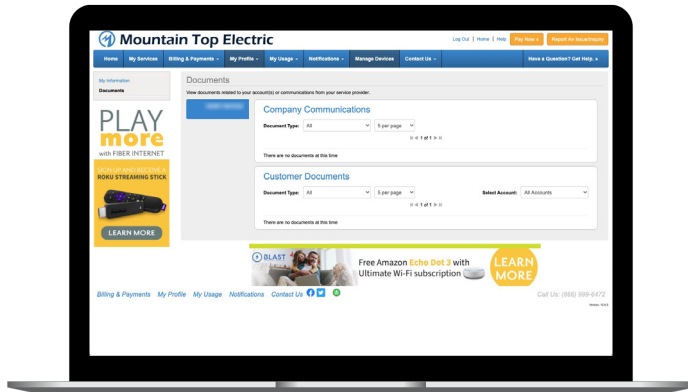 Mountain Top Electric
Log Out | Home | Help Pay Now » Report An Issue/Inquiry
Home My Services Billing & Payments My Profile My Usage Notifications Manage Devices Contact Us Have a Question? Get Help. »
My Information
Documents
Documents
View documents related to your account(s) or communications from your service provider.
PLAY
more
with FIBER INTERNET
SIGN UP AND RECEIVE A
ROKU STREAMING STICK
LEARN MORE
Company Communications
Document Type: All 5 per page
1 of 1
There are no documents at this time
Customer Documents
Document Type: All 5 per page Select Account: All Accounts
1 of 1
There are no documents at this time
BLAST
Free Amazon Echo Dot 3 with
Ultimate Wi-Fi subscription
LEARN
MORE
Billing & Payments My Profile My Usage Notifications Contact Us
Call Us: (866) 999-6472